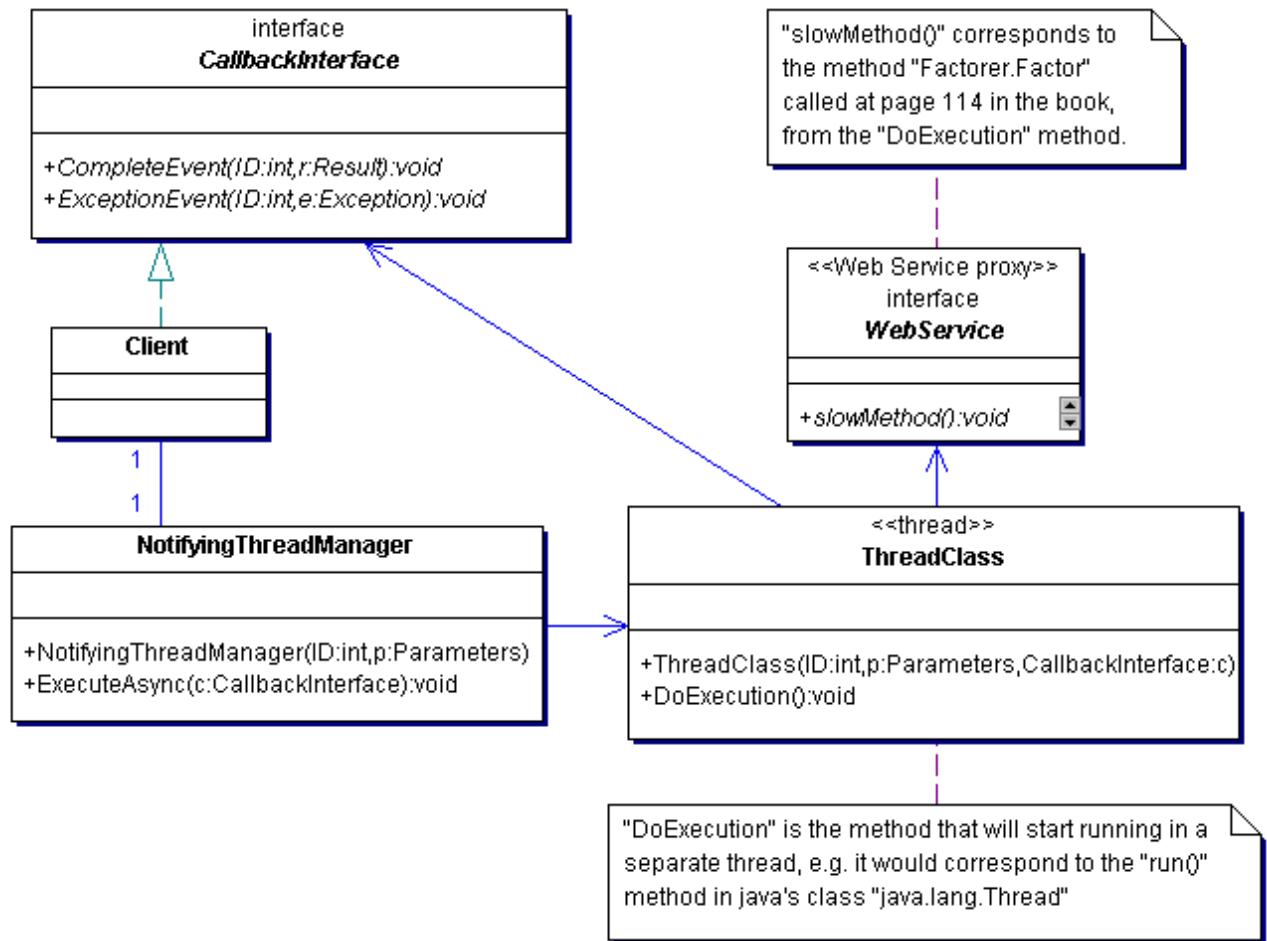 interface
CallbackInterface
+CompleteEvent(ID:int,r:Result):void
+ExceptionEvent(ID:int,e:Exception):void
"slowMethod()" corresponds to
the method "Factorer.Factor"
called at page 114 in the book,
from the "DoExecution" method.
<<Web Service proxy>>
interface
WebService
+slowMethod():void
Client
1
1
NotifyingThreadManager
+NotifyingThreadManager(ID:int,p:Parameters)
+ExecuteAsync(c:CallbackInterface):void
<<thread>>
ThreadClass
+ThreadClass(ID:int,p:Parameters,CallbackInterface:c)
+DoExecution():void
"DoExecution" is the method that will start running in a
separate thread, e.g. it would correspond to the "run()"
method in java's class "java.lang.Thread"